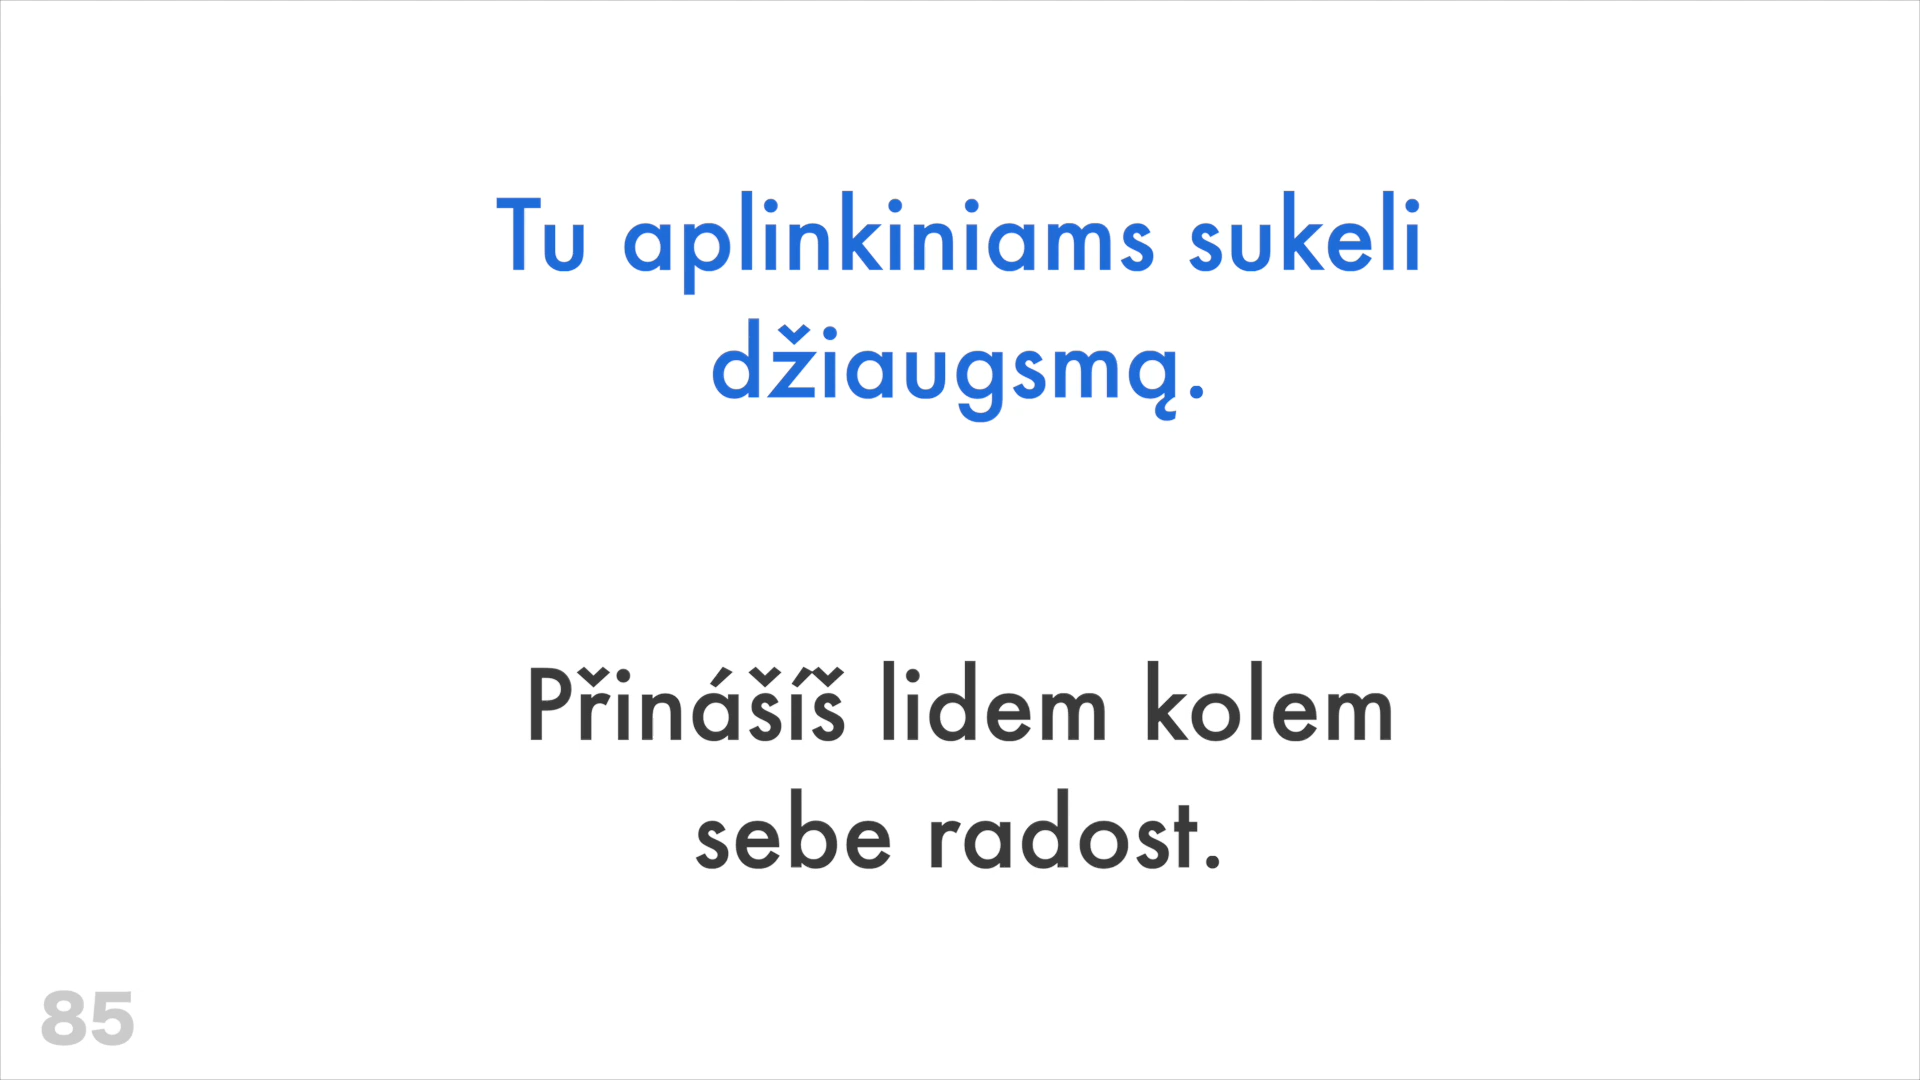 Tu aplinkiniams sukeli
džiaugsmą.
Přinášíš lidem kolem
sebe radost.
85